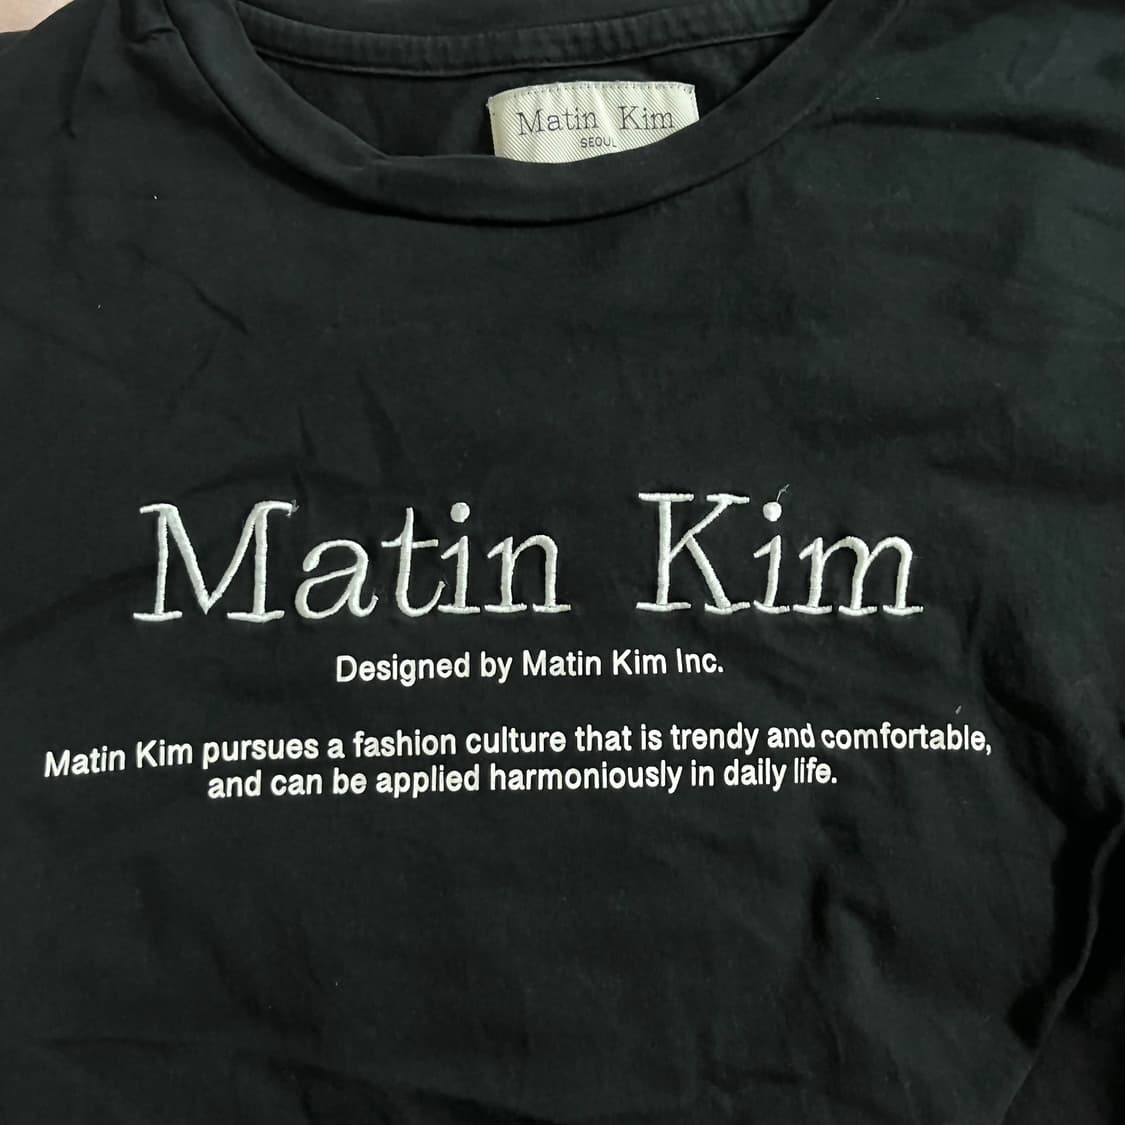 Matin Kim
SEOUL
Matin Kim
Designed by Matin Kim Inc.
Matin Kim pursues a fashion culture that is trendy and comfortable,
and can be applied harmoniously in daily life.